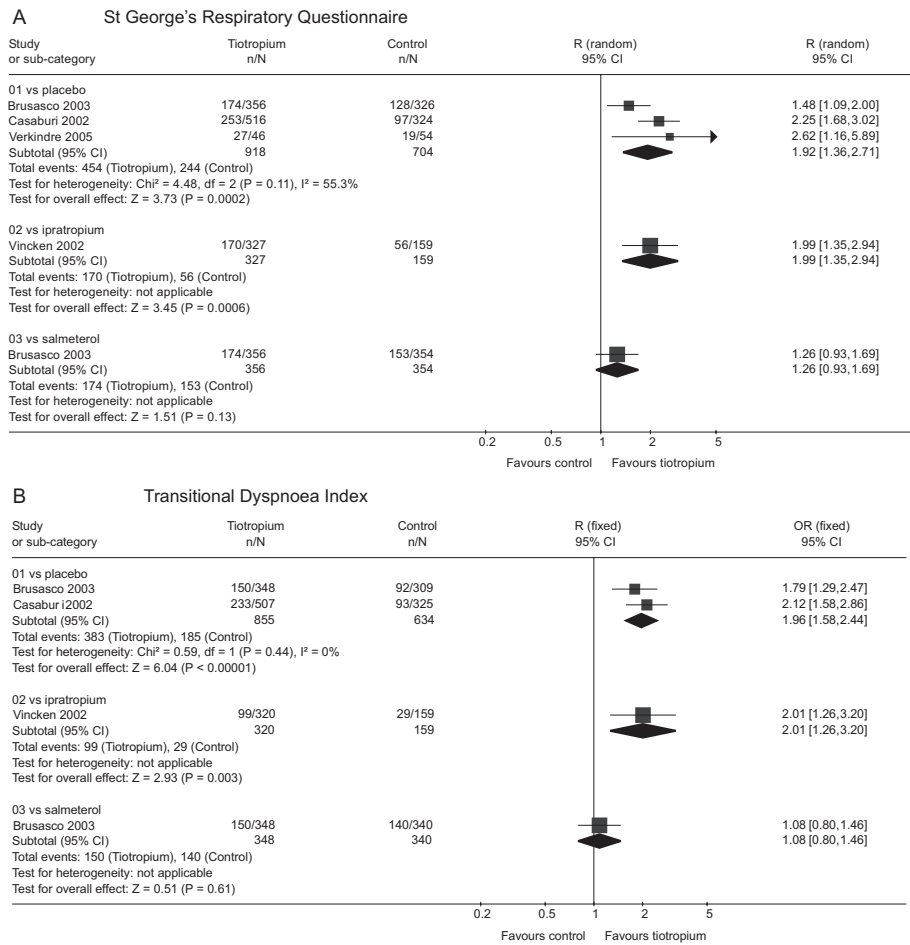 A St George's Respiratory Questionnaire
Study Tiotropium Control R (random) R (random)
or sub-category n/N n/N 95% CI 95% CI
01 vs placebo
Brusasco 2003 174/356 128/326 1.48 [1.09,2.00]
Casaburi 2002 253/516 97/324 2.25 [1.68,3.02]
Verkindre 2005 27/46 19/54 2.62 [1.16,5.89]
Subtotal (95% CI) 918 704 1.92 [1.36,2.71]
Total events: 454 (Tiotropium), 244 (Control)
Test for heterogeneity: Chi² = 4.48, df = 2 (P = 0.11), I² = 55.3%
Test for overall effect: Z = 3.73 (P = 0.0002)
02 vs ipratropium
Vincken 2002 170/327 56/159 1.99 [1.35,2.94]
Subtotal (95% CI) 327 159 1.99 [1.35,2.94]
Total events: 170 (Tiotropium), 56 (Control)
Test for heterogeneity: not applicable
Test for overall effect: Z = 3.45 (P = 0.0006)
03 vs salmeterol
Brusasco 2003 174/356 153/354 1.26 [0.93,1.69]
Subtotal (95% CI) 356 354 1.26 [0.93,1.69]
Total events: 174 (Tiotropium), 153 (Control)
Test for heterogeneity: not applicable
Test for overall effect: Z = 1.51 (P = 0.13)
0.2 0.5 1 2 5
Favours control Favours tiotropium
B Transitional Dyspnoea Index
Study Tiotropium Control R (fixed) OR (fixed)
or sub-category n/N n/N 95% CI 95% CI
01 vs placebo
Brusasco 2003 150/348 92/309 1.79 [1.29,2.47]
Casabur i2002 233/507 93/325 2.12 [1.58,2.86]
Subtotal (95% CI) 855 634 1.96 [1.58,2.44]
Total events: 383 (Tiotropium), 185 (Control)
Test for heterogeneity: Chi² = 0.59, df = 1 (P = 0.44), I² = 0%
Test for overall effect: Z = 6.04 (P < 0.00001)
02 vs ipratropium
Vincken 2002 99/320 29/159 2.01 [1.26,3.20]
Subtotal (95% CI) 320 159 2.01 [1.26,3.20]
Total events: 99 (Tiotropium), 29 (Control)
Test for heterogeneity: not applicable
Test for overall effect: Z = 2.93 (P = 0.003)
03 vs salmeterol
Brusasco 2003 150/348 140/340 1.08 [0.80,1.46]
Subtotal (95% CI) 348 340 1.08 [0.80,1.46]
Total events: 150 (Tiotropium), 140 (Control)
Test for heterogeneity: not applicable
Test for overall effect: Z = 0.51 (P = 0.61)
0.2 0.5 1 2 5
Favours control Favours tiotropium